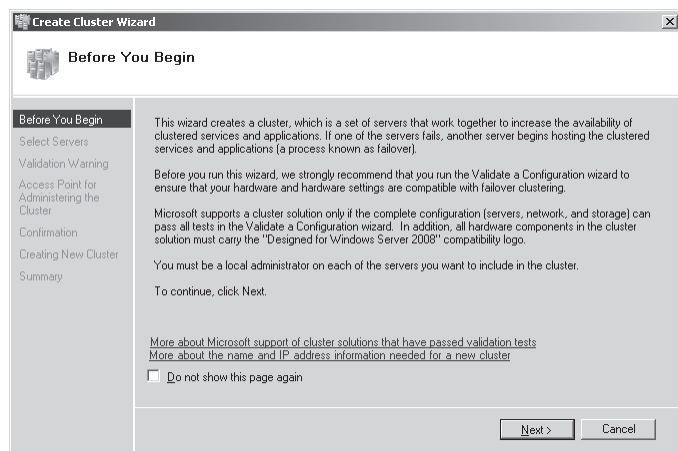 Create Cluster Wizard
Before You Begin
Before You Begin
Select Servers
Validation Warning
Access Point for
Administering the
Cluster
Confirmation
Creating New Cluster
Summary
This wizard creates a cluster, which is a set of servers that work together to increase the availability of
clustered services and applications. If one of the servers fails, another server begins hosting the clustered
services and applications (a process known as failover).
Before you run this wizard, we strongly recommend that you run the Validate a Configuration wizard to
ensure that your hardware and hardware settings are compatible with failover clustering.
Microsoft supports a cluster solution only if the complete configuration (servers, network, and storage) can
pass all tests in the Validate a Configuration wizard. In addition, all hardware components in the cluster
solution must carry the "Designed for Windows Server 2008" compatibility logo.
You must be a local administrator on each of the servers you want to include in the cluster.
To continue, click Next.
More about Microsoft support of cluster solutions that have passed validation tests
More about the name and IP address information needed for a new cluster
Do not show this page again
Next >
Cancel